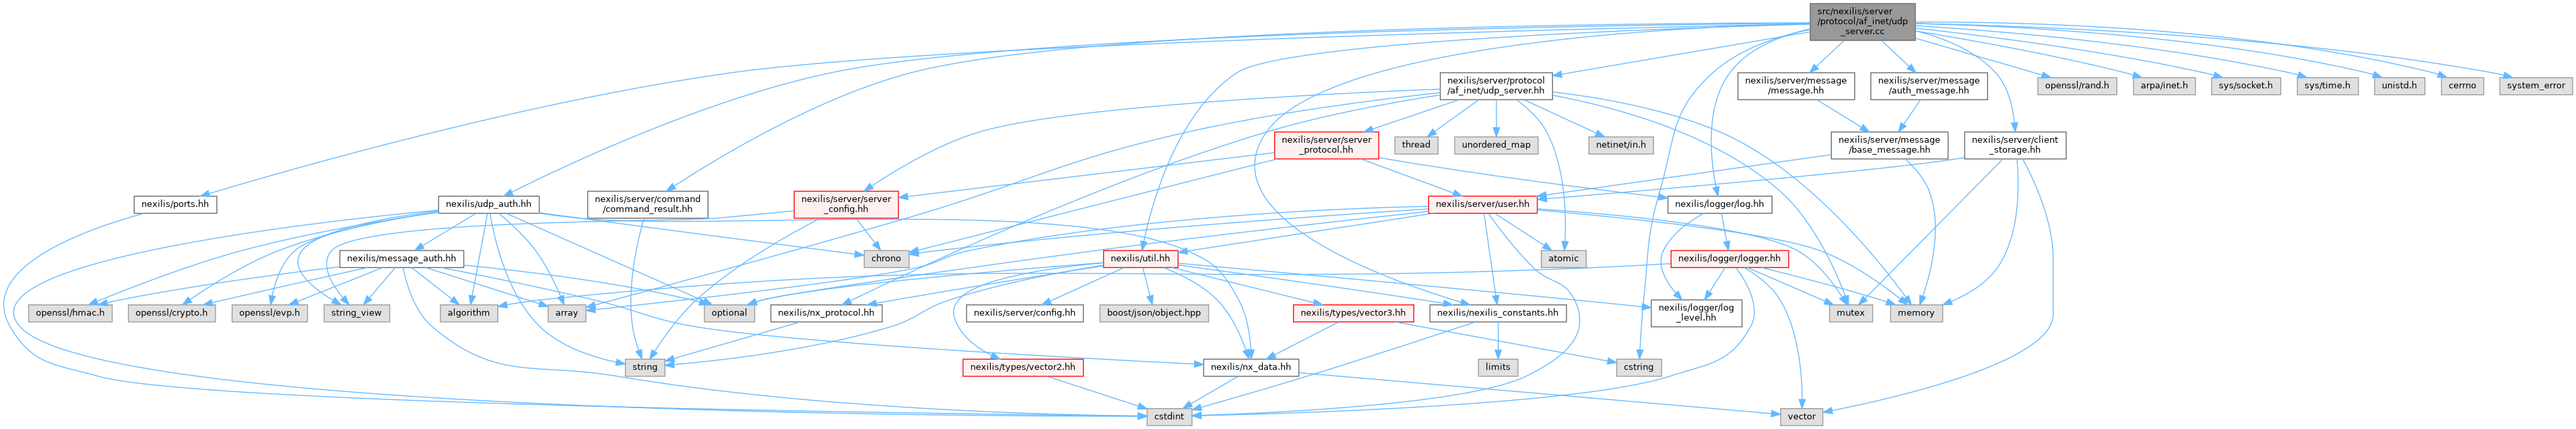 src/nexilis/server
/protocol/af_inet/udp
_server.cc
nexilis/server/protocol
/af_inet/udp_server.hh
nexilis/server/message
/message.hh
nexilis/server/message
/auth_message.hh
openssl/rand.h
arpa/inet.h
sys/socket.h
sys/time.h
unistd.h
cerrno
system_error
nexilis/server/server
_protocol.hh
thread
unordered_map
netinet/in.h
nexilis/server/message
/base_message.hh
nexilis/server/client
_storage.hh
nexilis/ports.hh
nexilis/udp_auth.hh
nexilis/server/command
/command_result.hh
nexilis/server/server
_config.hh
nexilis/server/user.hh
nexilis/logger/log.hh
nexilis/message_auth.hh
chrono
nexilis/util.hh
atomic
nexilis/logger/logger.hh
openssl/hmac.h
openssl/crypto.h
openssl/evp.h
string_view
algorithm
array
optional
nexilis/nx_protocol.hh
nexilis/server/config.hh
boost/json/object.hpp
nexilis/types/vector3.hh
nexilis/nexilis_constants.hh
nexilis/logger/log
_level.hh
mutex
memory
string
nexilis/types/vector2.hh
nexilis/nx_data.hh
limits
cstring
cstdint
vector